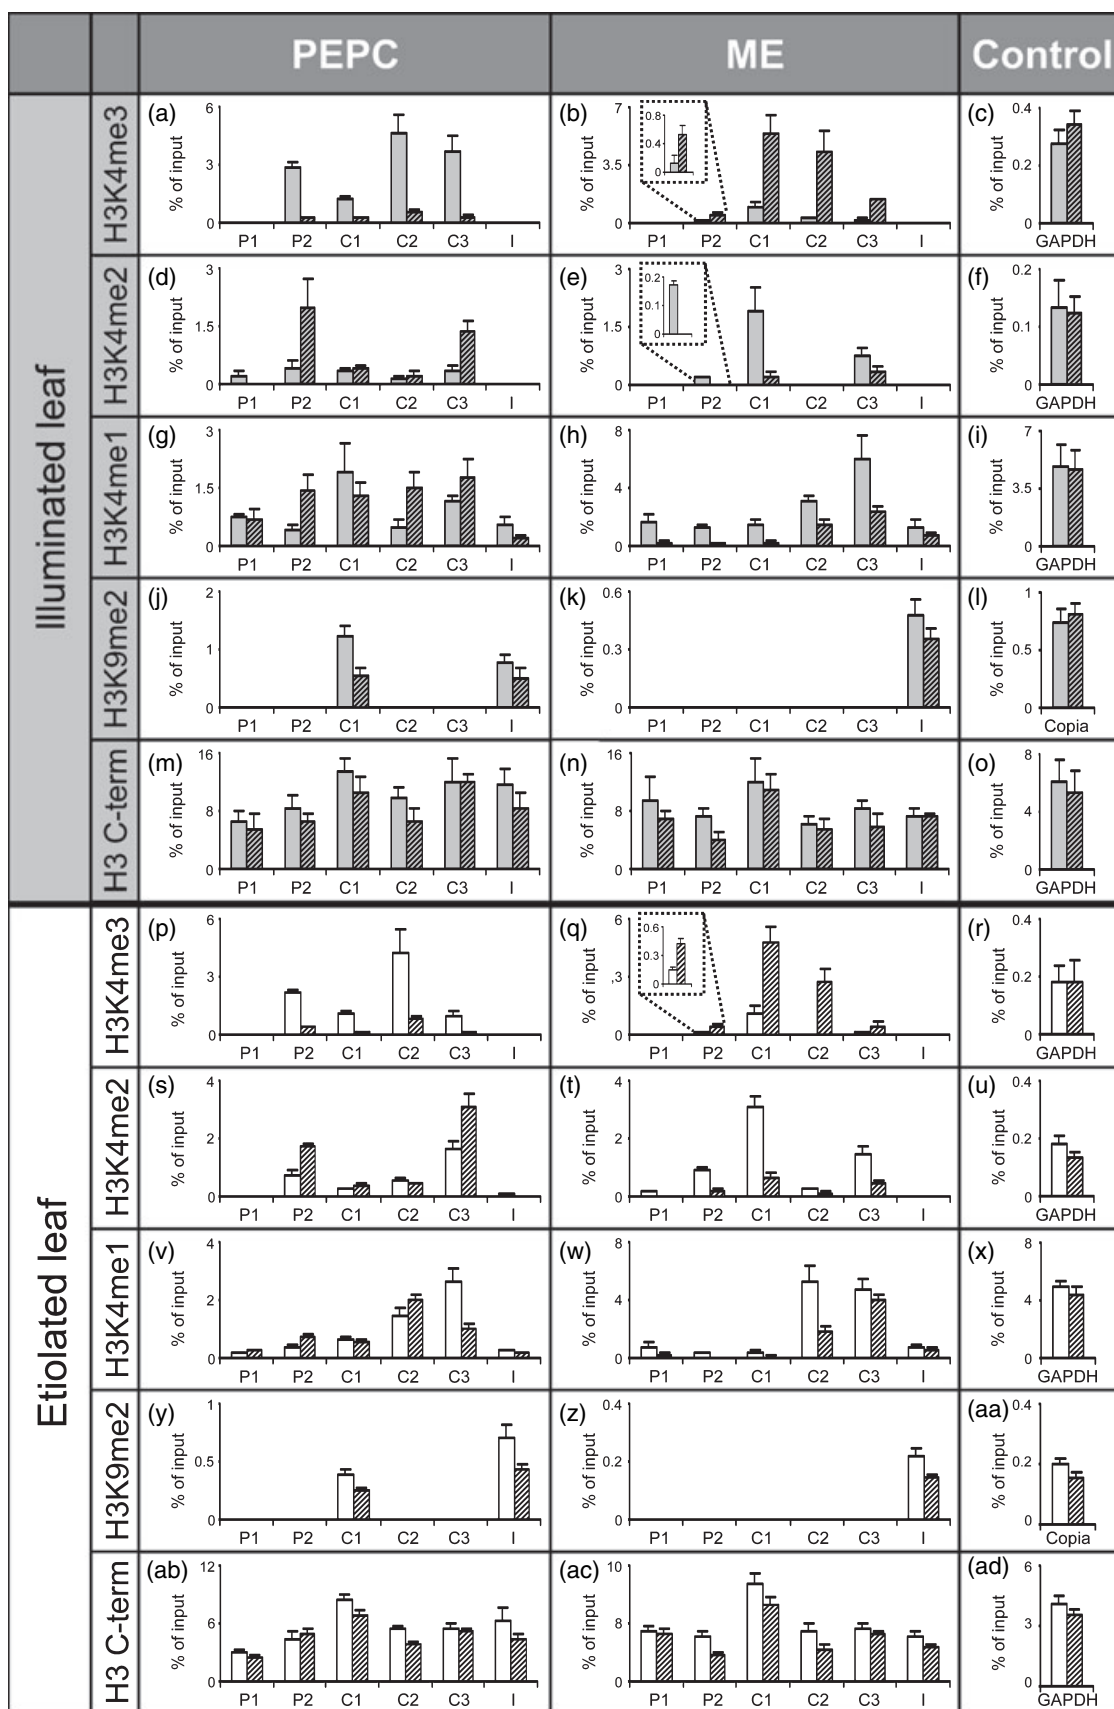 PEPC ME Control
Illuminated leaf
H3K4me3
(a) % of input 6 3 0
P1 P2 C1 C2 C3 I
(b) % of input 7 3.5 0
0.8 0.4 0
P1 P2 C1 C2 C3 I
(c) % of input 0.4 0.2 0
GAPDH
H3K4me2
(d) % of input 3 1.5 0
P1 P2 C1 C2 C3 I
(e) % of input 3 1.5 0
0.2 0.1 0
P1 P2 C1 C2 C3 I
(f) % of input 0.2 0.1 0
GAPDH
H3K4me1
(g) % of input 3 1.5 0
P1 P2 C1 C2 C3 I
(h) % of input 8 4 0
P1 P2 C1 C2 C3 I
(i) % of input 7 3.5 0
GAPDH
H3K9me2
(j) % of input 2 1 0
P1 P2 C1 C2 C3 I
(k) % of input 0.6 0.3 0
P1 P2 C1 C2 C3 I
(l) % of input 1 0.5 0
Copia
H3 C-term
(m) % of input 16 8 0
P1 P2 C1 C2 C3 I
(n) % of input 16 8 0
P1 P2 C1 C2 C3 I
(o) % of input 8 4 0
GAPDH
Etiolated leaf
H3K4me3
(p) % of input 6 3 0
P1 P2 C1 C2 C3 I
(q) % of input 6 3 0
0.6 0.3 0
P1 P2 C1 C2 C3 I
(r) % of input 0.4 0.2 0
GAPDH
H3K4me2
(s) % of input 4 2 0
P1 P2 C1 C2 C3 I
(t) % of input 4 2 0
P1 P2 C1 C2 C3 I
(u) % of input 0.4 0.2 0
GAPDH
H3K4me1
(v) % of input 4 2 0
P1 P2 C1 C2 C3 I
(w) % of input 8 4 0
P1 P2 C1 C2 C3 I
(x) % of input 8 4 0
GAPDH
H3K9me2
(y) % of input 1 0.5 0
P1 P2 C1 C2 C3 I
(z) % of input 0.4 0.2 0
P1 P2 C1 C2 C3 I
(aa) % of input 0.4 0.2 0
Copia
H3 C-term
(ab) % of input 12 6 0
P1 P2 C1 C2 C3 I
(ac) % of input 10 8 0
P1 P2 C1 C2 C3 I
(ad) % of input 6 3 0
GAPDH